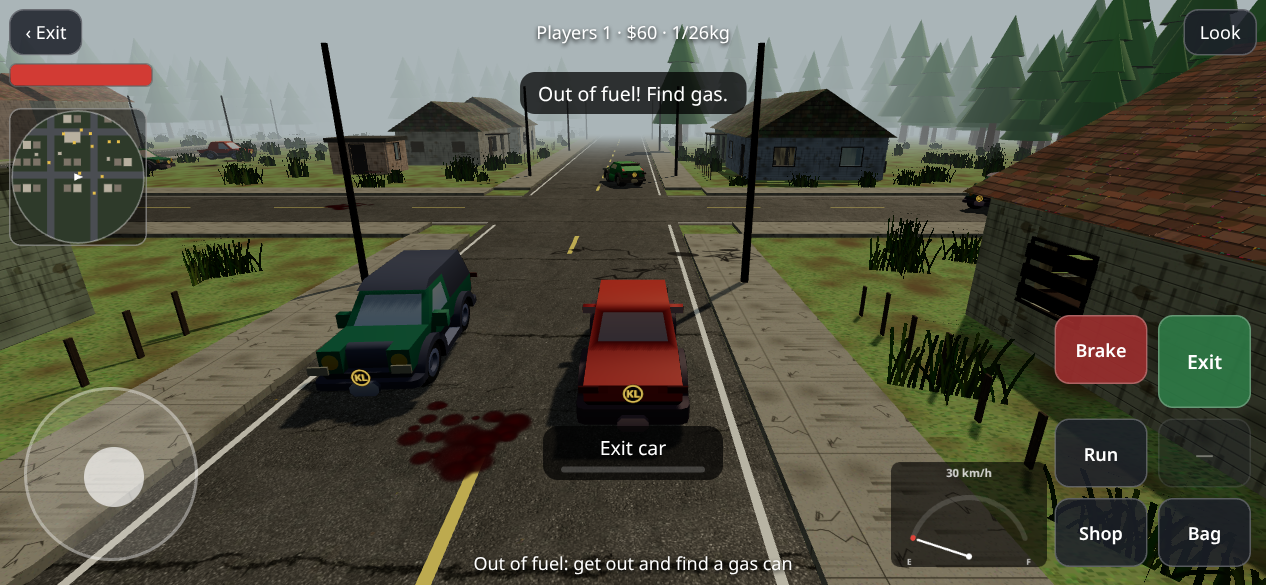 ‹ Exit
Players 1 · $60 · 1/26kg
Look
Out of fuel! Find gas.
KL
KL
Brake
Exit
Exit car
Run
—
30 km/h
E
F
Shop
Bag
Out of fuel: get out and find a gas can